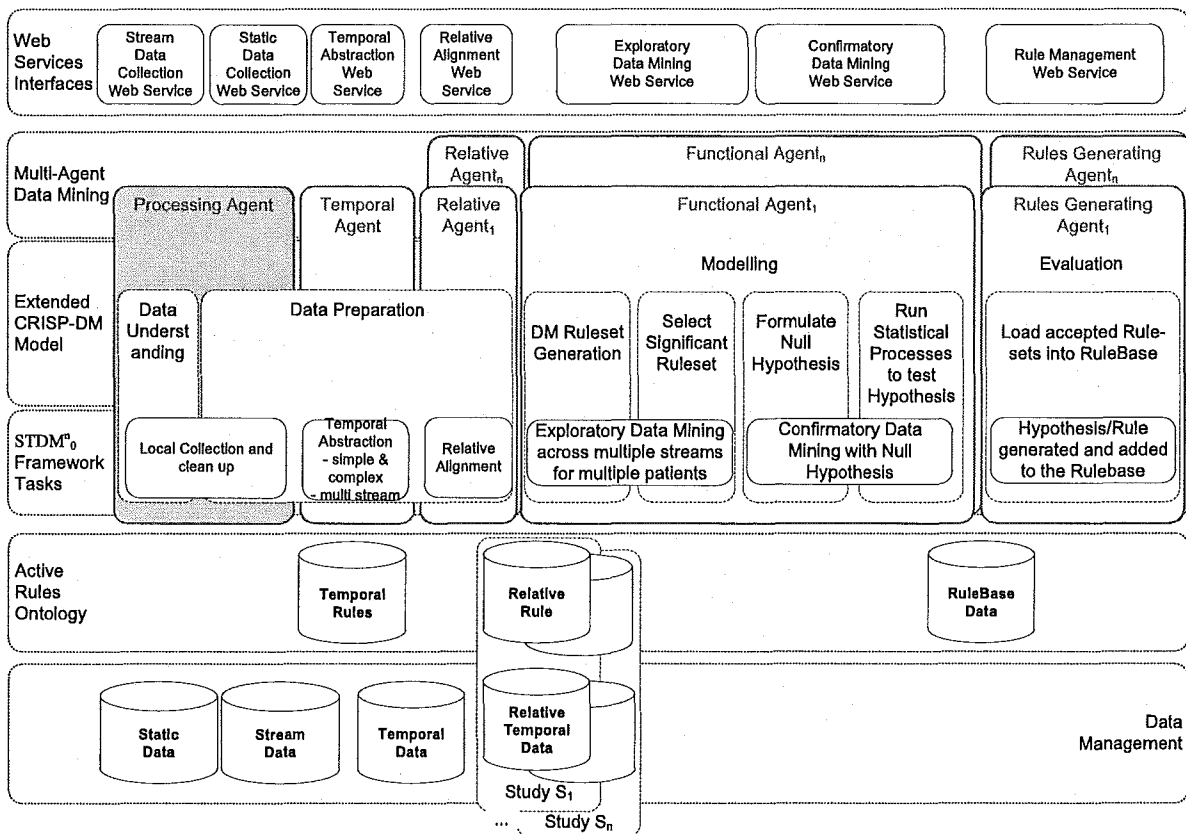 Web
Services
Interfaces
Stream
Data
Collection
Web Service
Static
Data
Collection
Web Service
Temporal
Abstraction
Web
Service
Relative
Alignment
Web
Service
Exploratory
Data Mining
Web Service
Confirmatory
Data Mining
Web Service
Rule Management
Web Service
Multi-Agent
Data Mining
Processing Agent
Temporal
Agent
Relative
Agentₙ
Relative
Agent₁
Functional Agentₙ
Functional Agent₁
Rules Generating
Agentₙ
Rules Generating
Agent₁
Extended
CRISP-DM
Model
Data
Underst
anding
Data Preparation
Modelling
DM Ruleset
Generation
Select
Significant
Ruleset
Formulate
Null
Hypothesis
Run
Statistical
Processes
to test
Hypothesis
Evaluation
Load accepted Rule-
sets into RuleBase
STDMⁿ₀
Framework
Tasks
Local Collection and
clean up
Temporal
Abstraction
- simple &
complex
- multi stream
Relative
Alignment
Exploratory Data Mining
across multiple streams
for multiple patients
Confirmatory Data
Mining with Null
Hypothesis
Hypothesis/Rule
generated and added
to the Rulebase
Active
Rules
Ontology
Temporal
Rules
Relative
Rule
RuleBase
Data
Static
Data
Stream
Data
Temporal
Data
Relative
Temporal
Data
Data
Management
Study S₁
... Study Sₙ